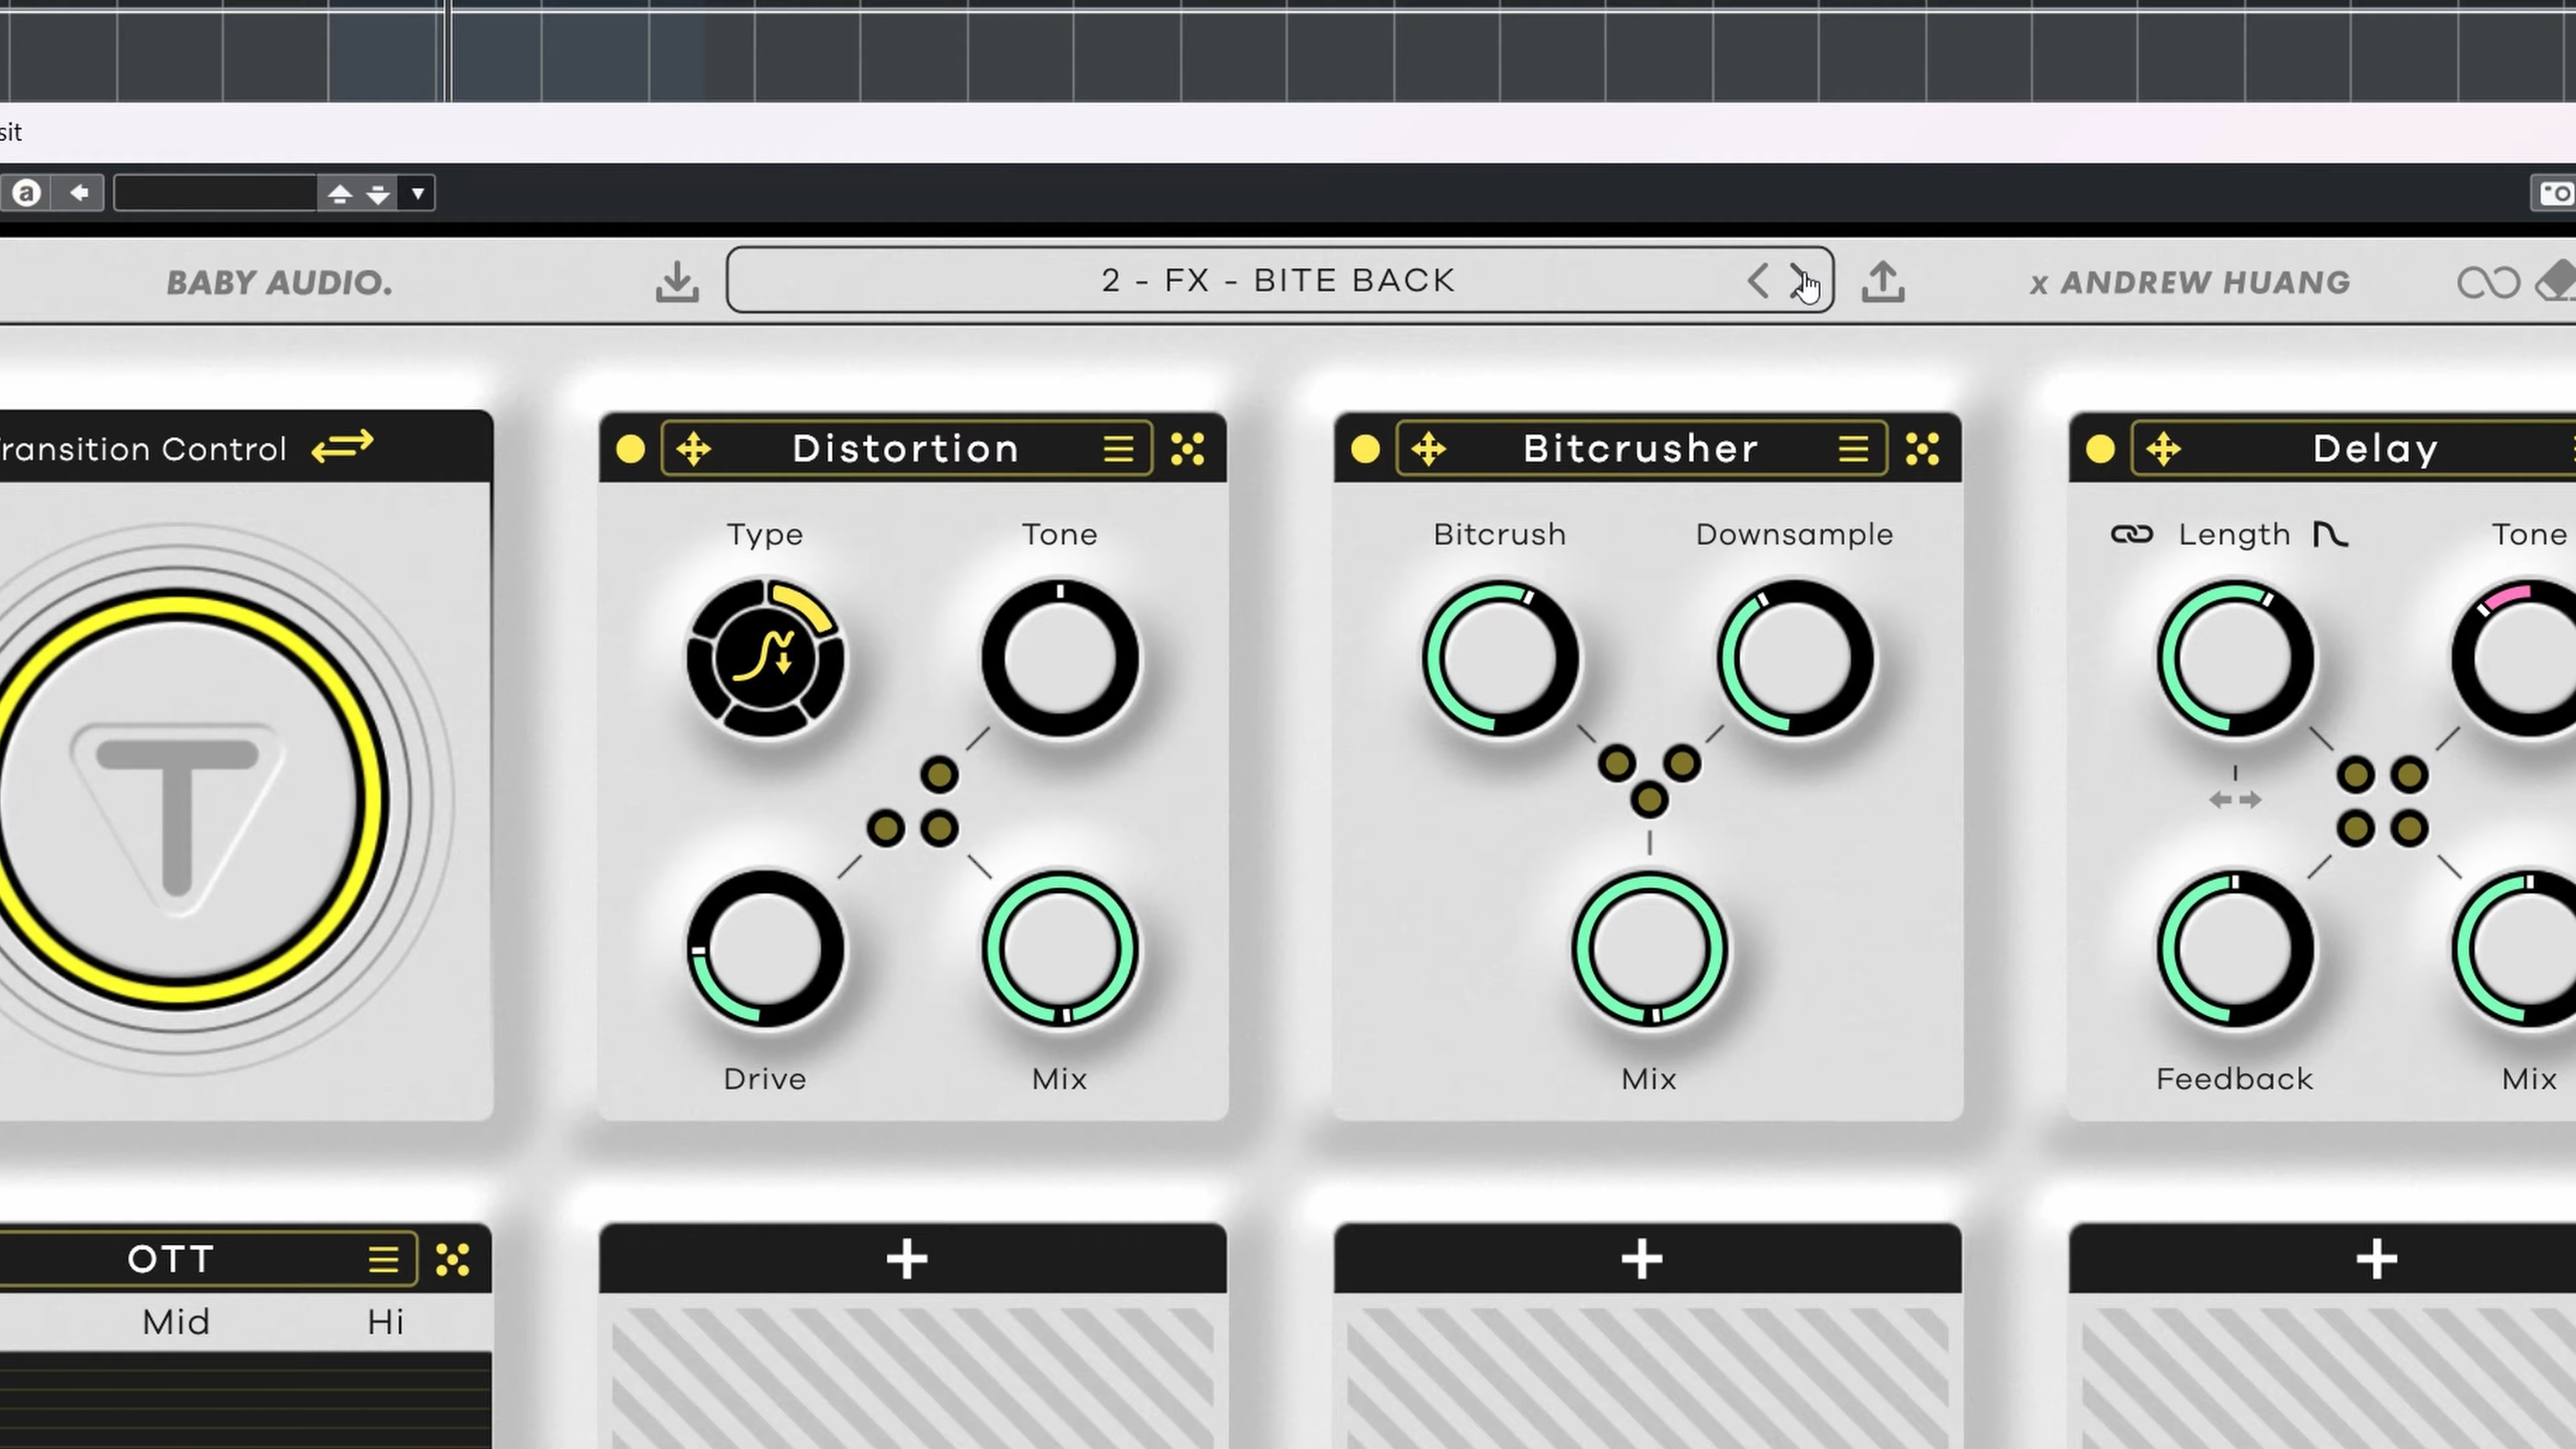 sit
a
BABY AUDIO.
2 - FX - BITE BACK
x ANDREW HUANG
ransition Control
Distortion
Bitcrusher
Delay
Type
Tone
Bitcrush
Downsample
Length
Tone
T
Drive
Mix
Mix
Feedback
Mix
OTT
Mid
Hi